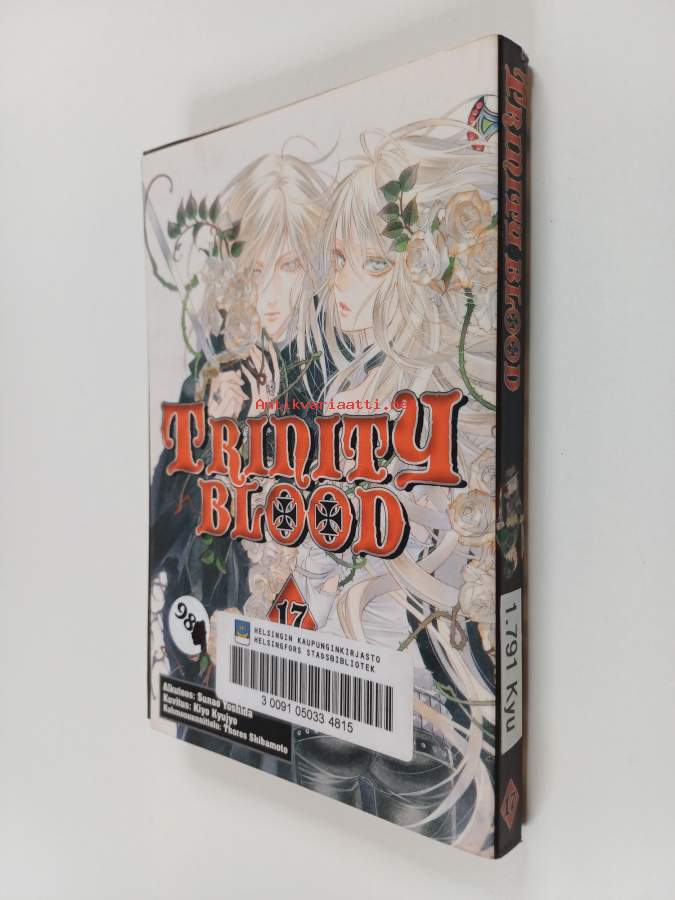 TRINITY
BLOOD
17
98
HELSINGIN KAUPUNGINKIRJASTO
HELSINGFORS STADSBIBLIOTEK
3 0091 05033 4815
Alkuteos: Sunao Yoshida
Kuvitus: Kiyo Kyujyo
Hahmosuunnittelu: Thores Shibamoto
TRINITY BLOOD
1.791 Kyu
17
Antikvariaatti.net